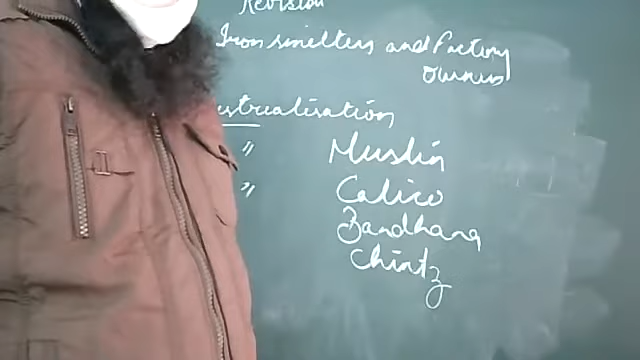 Revision
Iron smelters and Factory
Owners
ustrialisation
" Muslin
" Calico
Bandhana
Chintz